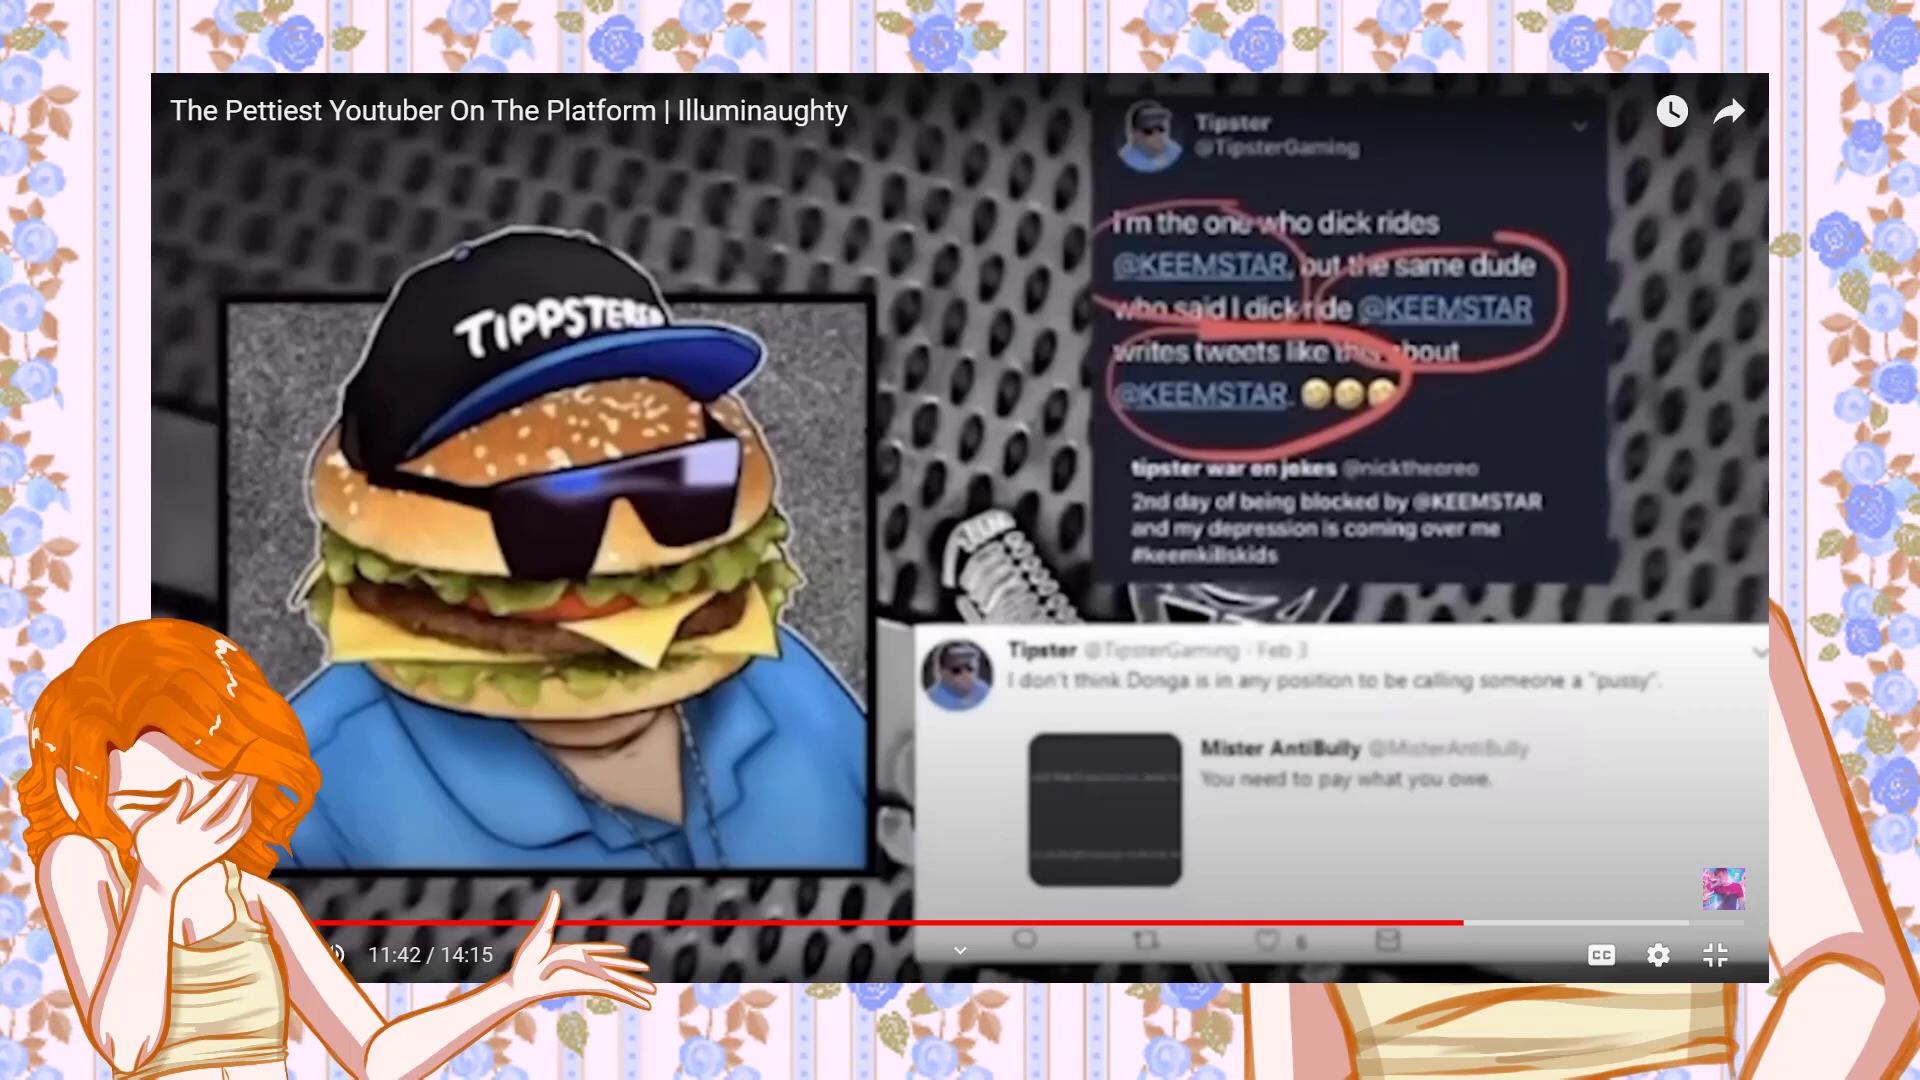 The Pettiest Youtuber On The Platform | Illuminaughty
Tipster
@TipsterGaming
I'm the one who dick rides
@KEEMSTAR, but the same dude
who said I dick ride @KEEMSTAR
writes tweets like this about
@KEEMSTAR.
tipster war on jokes @nicktheoreo
2nd day of being blocked by @KEEMSTAR
and my depression is coming over me
#keemkillskids
TIPPSTERER
Tipster @TipsterGaming · Feb 3
I don't think Donga is in any position to be calling someone a "pussy".
Mister AntiBully @MisterAntiBully
You need to pay what you owe.
6
11:42 / 14:15
CC